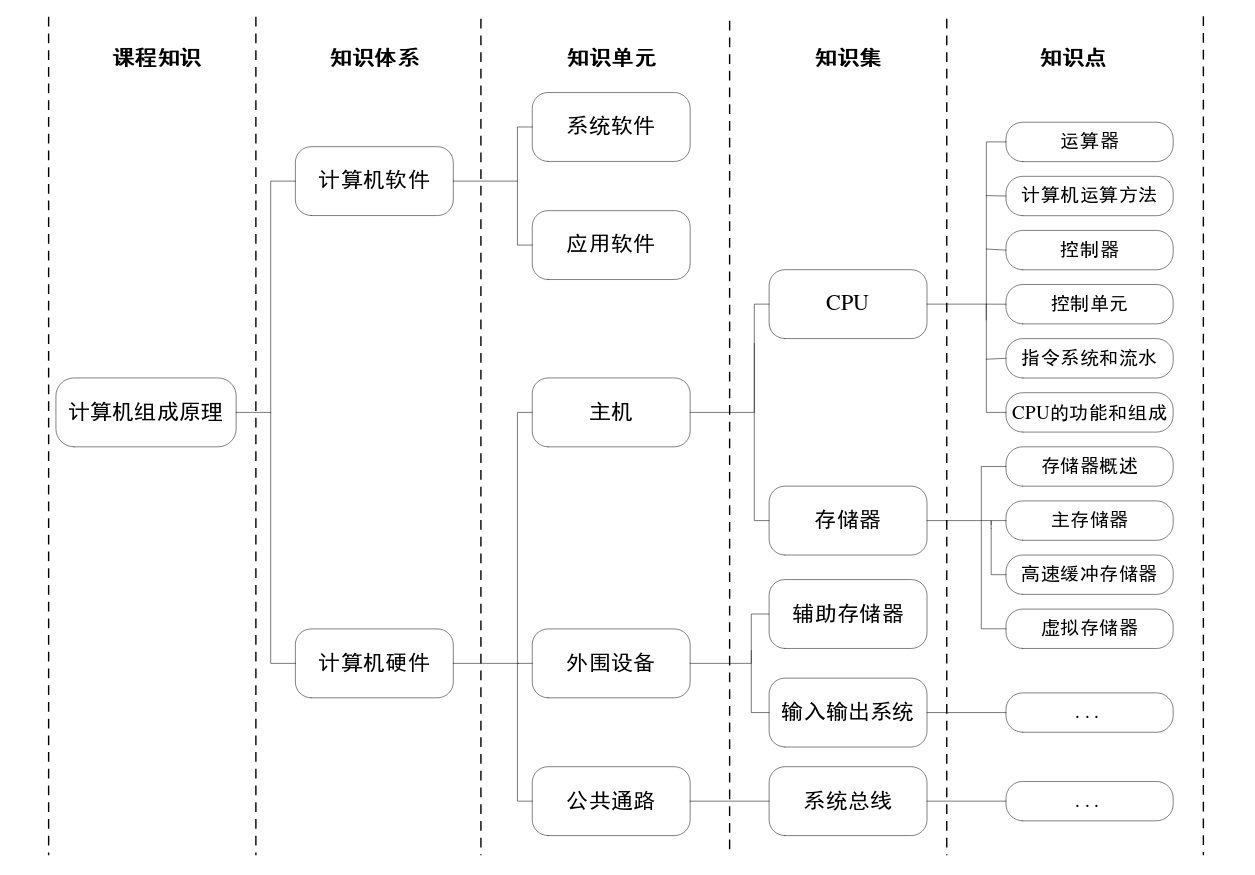 课程知识
知识体系
知识单元
知识集
知识点
计算机组成原理
计算机软件
计算机硬件
系统软件
应用软件
主机
外围设备
公共通路
CPU
存储器
辅助存储器
输入输出系统
系统总线
运算器
计算机运算方法
控制器
控制单元
指令系统和流水
CPU的功能和组成
存储器概述
主存储器
高速缓冲存储器
虚拟存储器
...
...